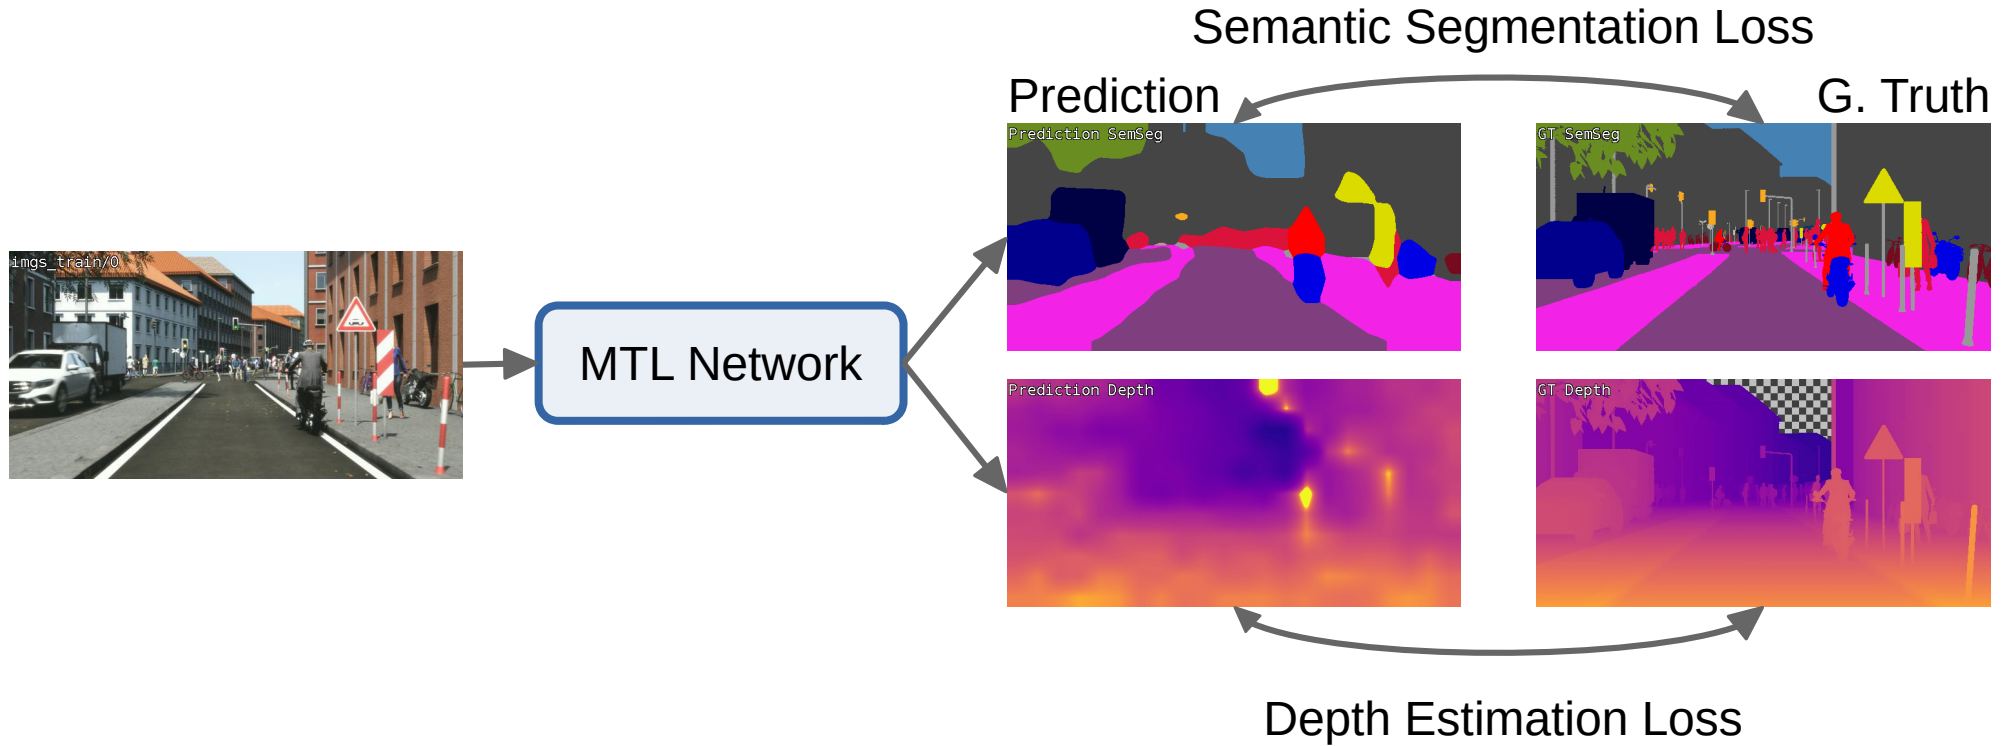 Semantic Segmentation Loss
Prediction
G. Truth
Prediction SemSeg
GT SemSeg
imgs_train/0
MTL Network
Prediction Depth
GT Depth
Depth Estimation Loss